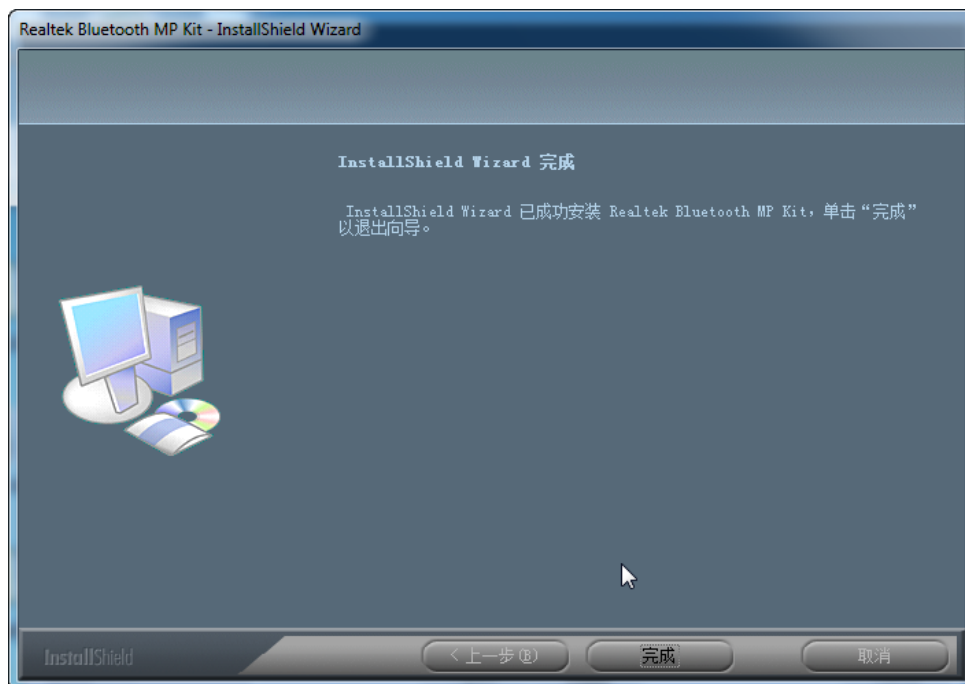 Realtek Bluetooth MP Kit - InstallShield Wizard
InstallShield Wizard 完成
InstallShield Wizard 已成功安装 Realtek Bluetooth MP Kit，单击“完成”
以退出向导。
InstallShield
< 上一步(B)
完成
取消